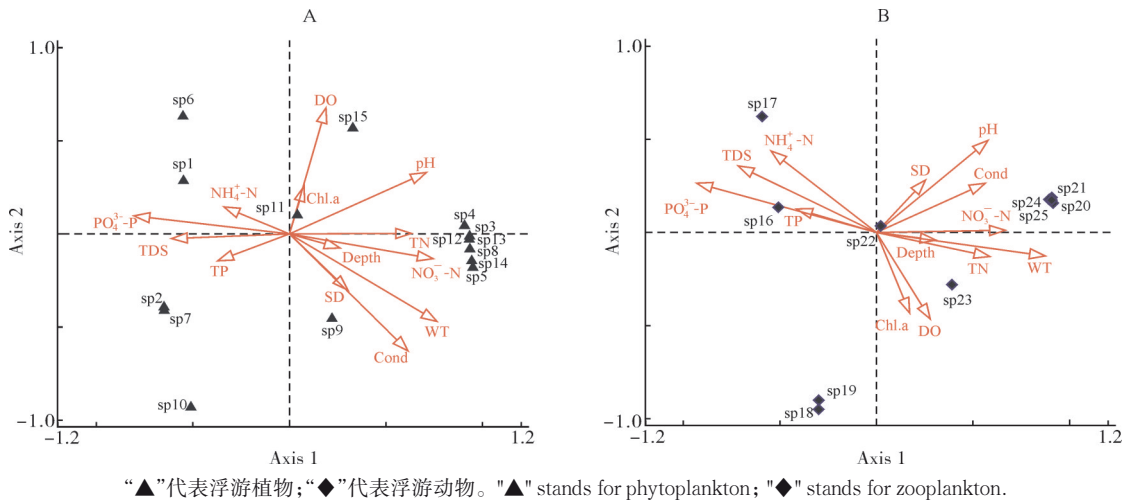 A
1.0
sp6
DO
sp15
pH
sp1
NH₄⁺-N
Chl.a
sp11
PO₄³⁻-P
sp4
sp3
TN
sp12
sp13
TDS
Depth
sp8
TP
NO₃⁻-N
sp14
sp5
SD
sp2
sp7
sp9
WT
Cond
sp10
-1.0
-1.2
1.2
Axis 1
Axis 2
B
1.0
sp17
pH
NH₄⁺-N
TDS
SD
Cond
PO₄³⁻-P
sp21
sp24
sp20
sp16
TP
NO₃⁻-N
sp25
sp22
Depth
TN
WT
sp23
Chl.a
DO
sp19
sp18
-1.0
-1.2
1.2
Axis 1
Axis 2
“▲”代表浮游植物;“◆”代表浮游动物。"▲" stands for phytoplankton; "◆" stands for zooplankton.